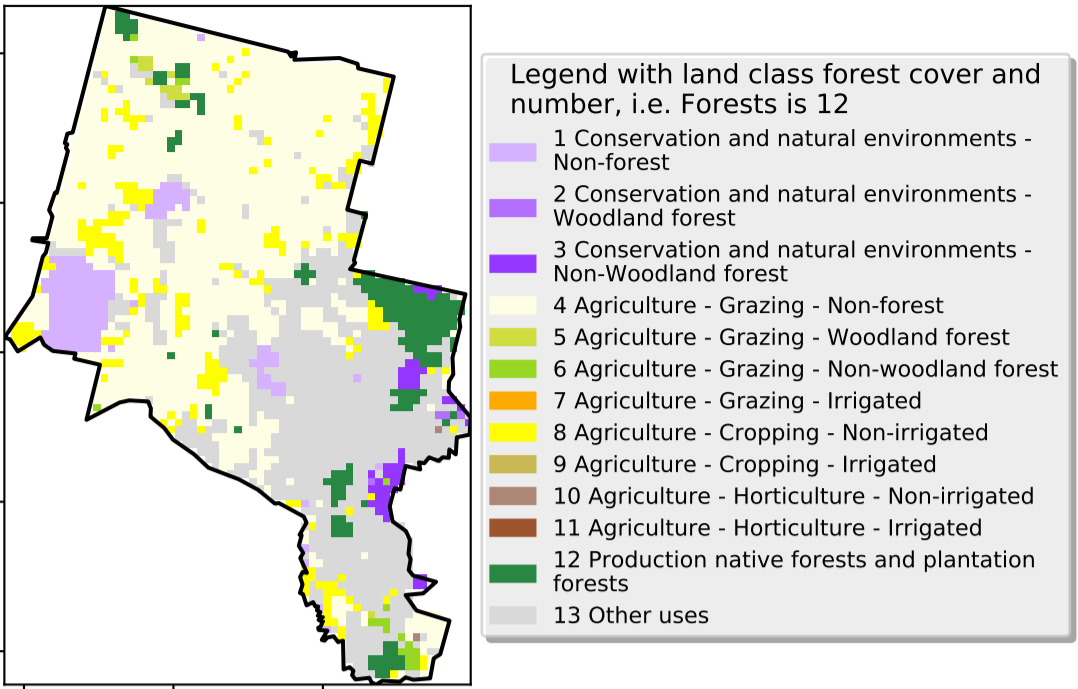 Legend with land class forest cover and
number, i.e. Forests is 12
1 Conservation and natural environments -
Non-forest
2 Conservation and natural environments -
Woodland forest
3 Conservation and natural environments -
Non-Woodland forest
4 Agriculture - Grazing - Non-forest
5 Agriculture - Grazing - Woodland forest
6 Agriculture - Grazing - Non-woodland forest
7 Agriculture - Grazing - Irrigated
8 Agriculture - Cropping - Non-irrigated
9 Agriculture - Cropping - Irrigated
10 Agriculture - Horticulture - Non-irrigated
11 Agriculture - Horticulture - Irrigated
12 Production native forests and plantation
forests
13 Other uses